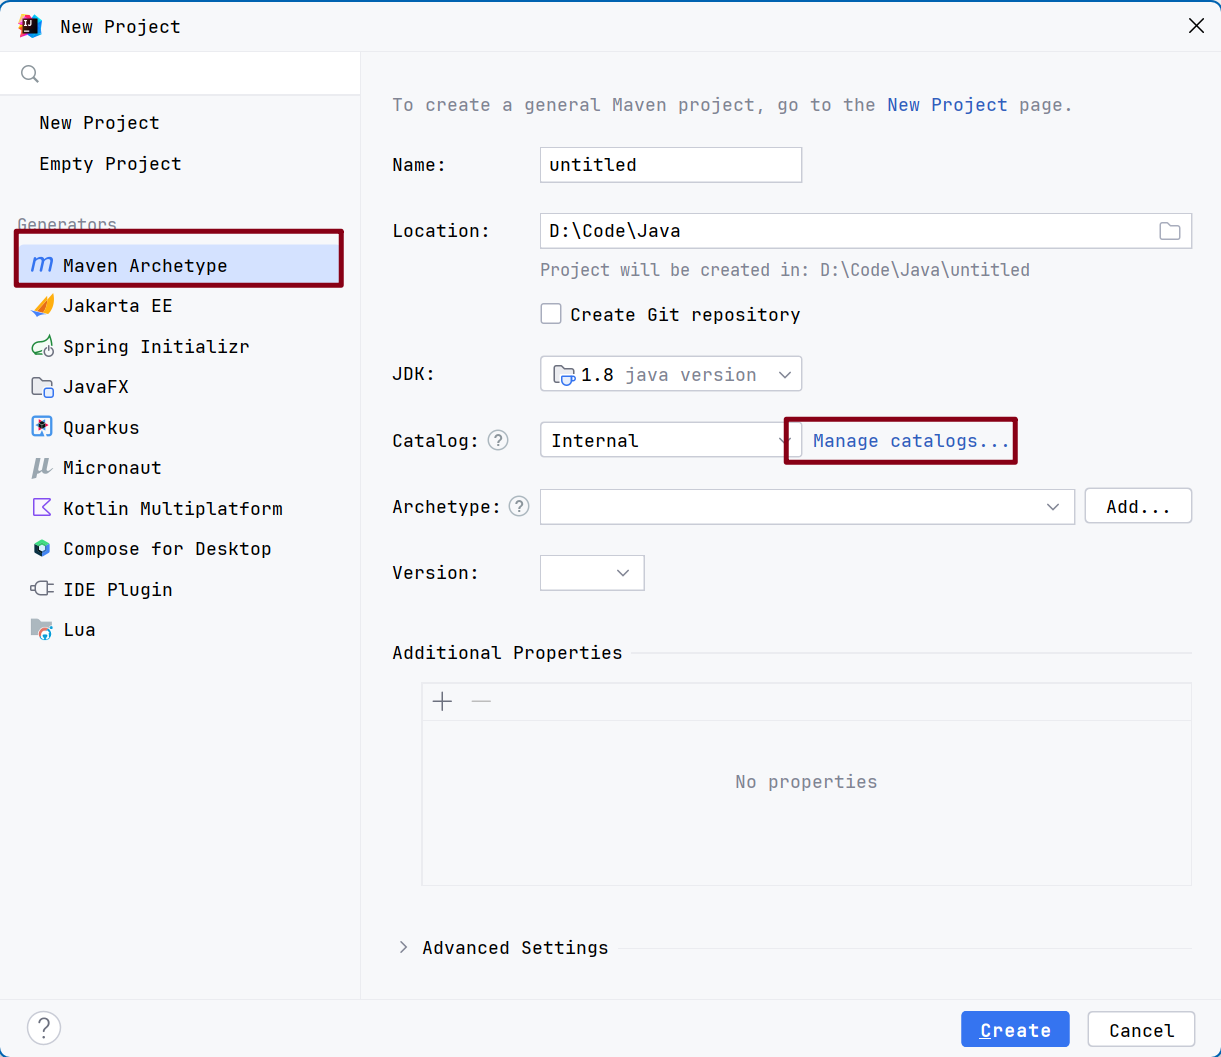 New Project
New Project
Empty Project
Generators
Maven Archetype
Jakarta EE
Spring Initializr
JavaFX
Quarkus
Micronaut
Kotlin Multiplatform
Compose for Desktop
IDE Plugin
Lua
To create a general Maven project, go to the New Project page.
Name: untitled
Location: D:\Code\Java
Project will be created in: D:\Code\Java\untitled
Create Git repository
JDK: 1.8 java version
Catalog: ? Internal Manage catalogs...
Archetype: ? Add...
Version:
Additional Properties
No properties
Advanced Settings
? Create Cancel